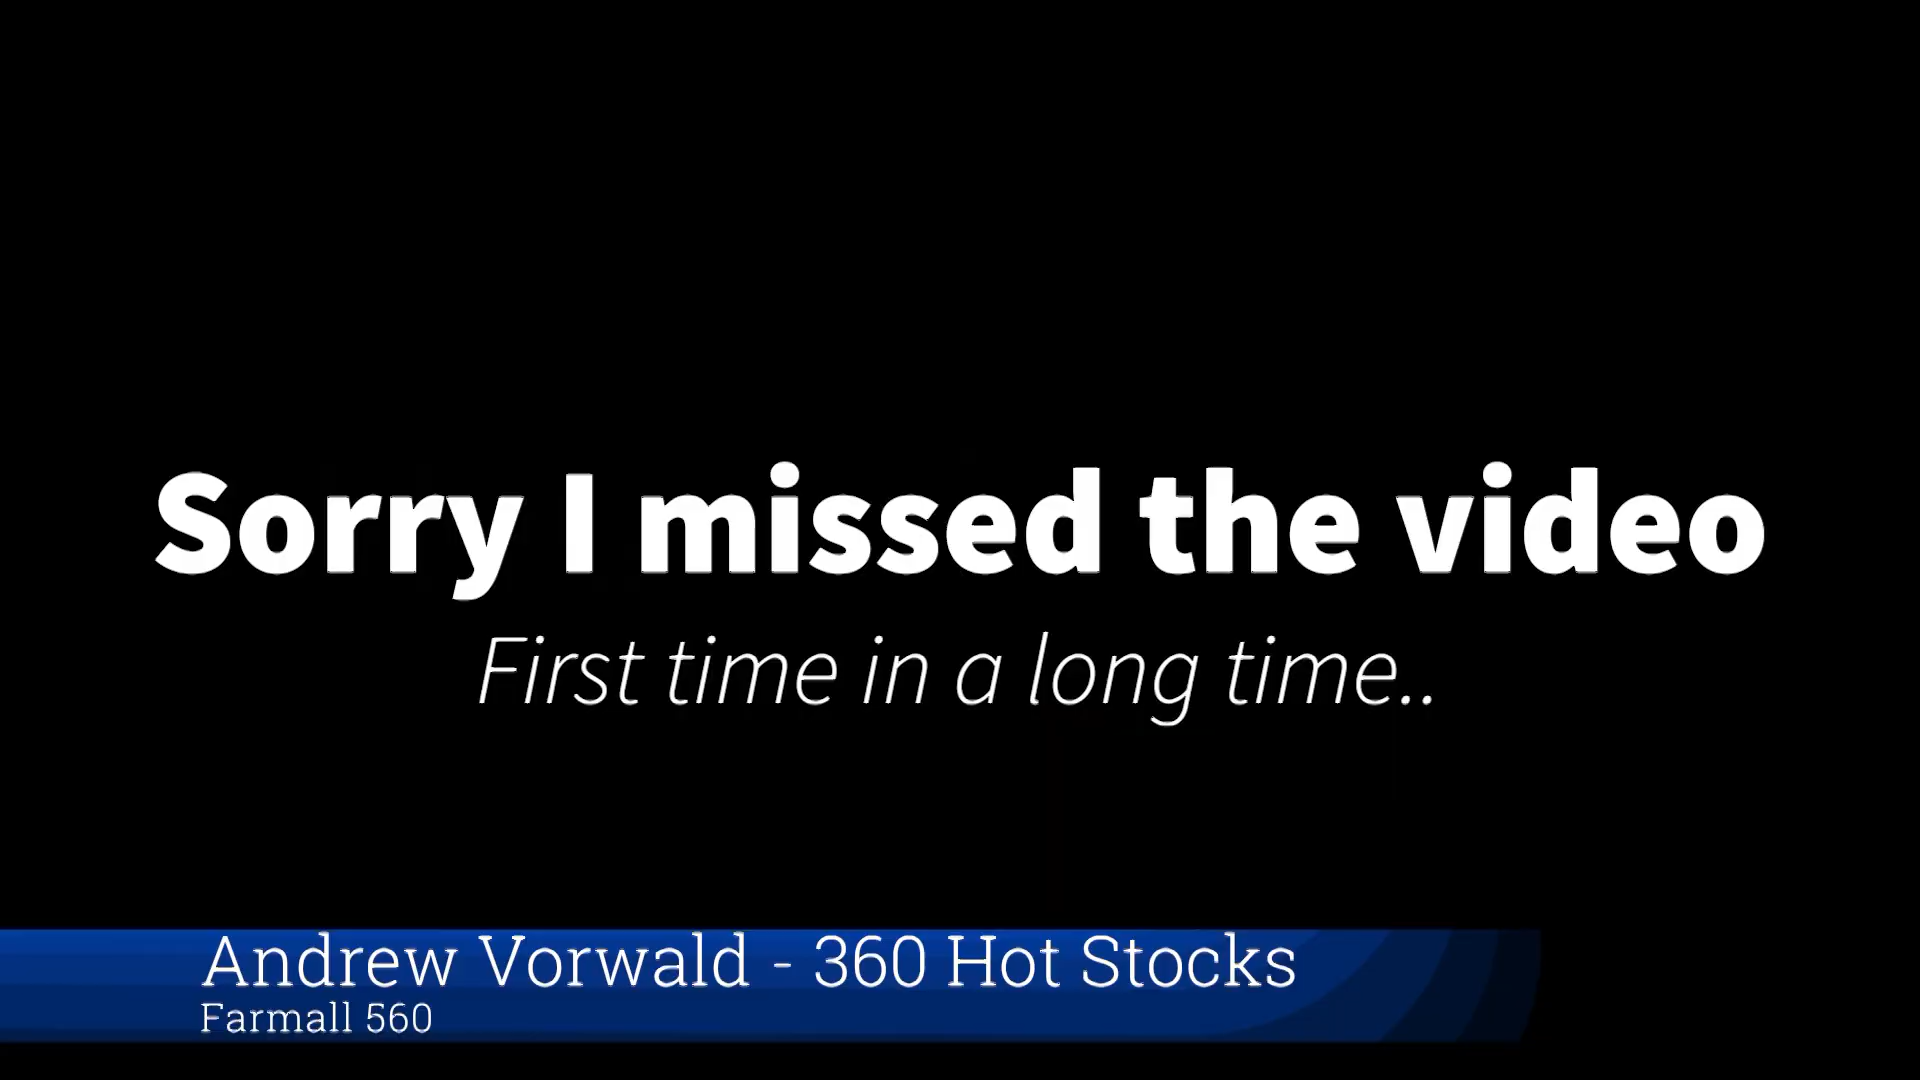 Sorry I missed the video
First time in a long time..
Andrew Vorwald - 360 Hot Stocks
Farmall 560